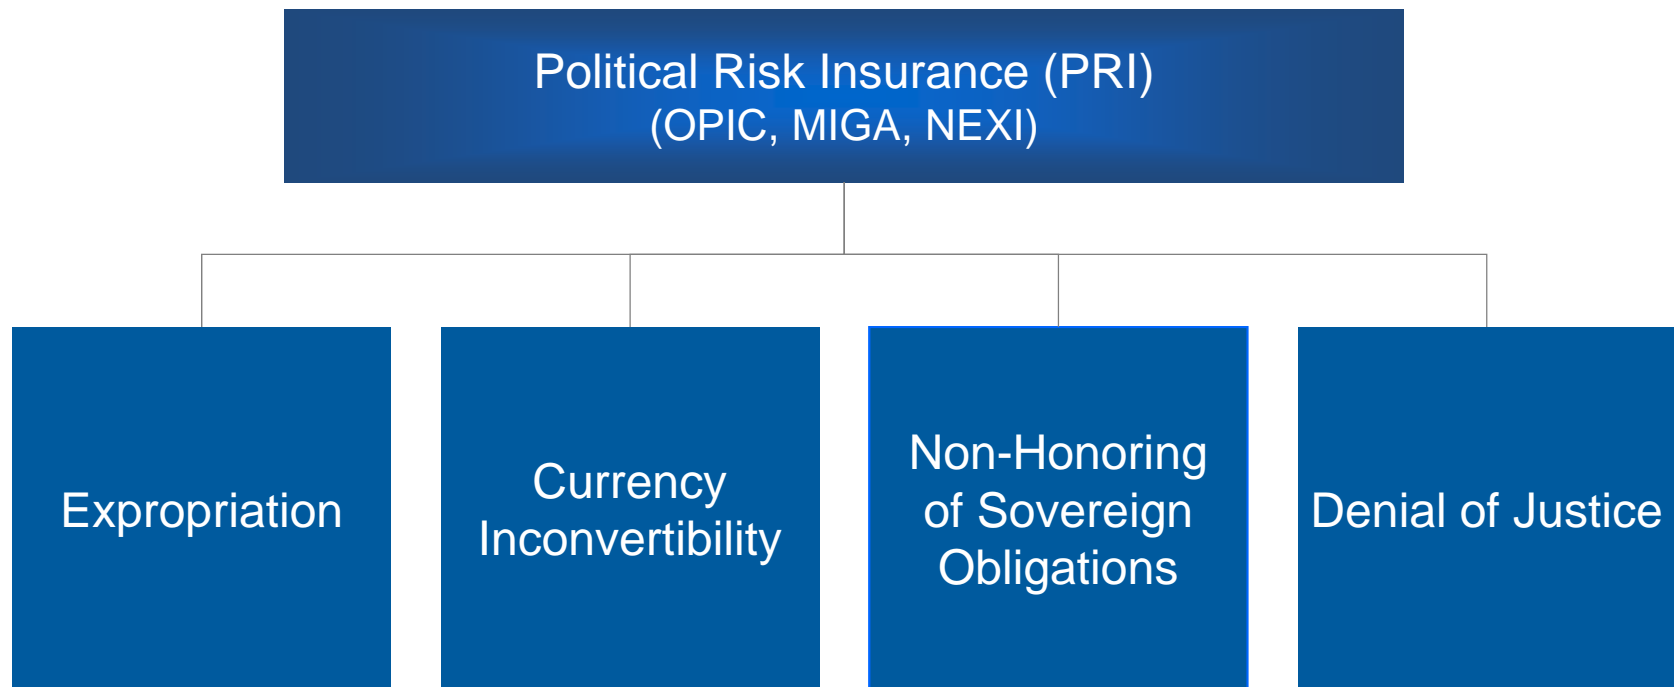 Political Risk Insurance (PRI)
(OPIC, MIGA, NEXI)
Expropriation
Currency
Inconvertibility
Non-Honoring
of Sovereign
Obligations
Denial of Justice